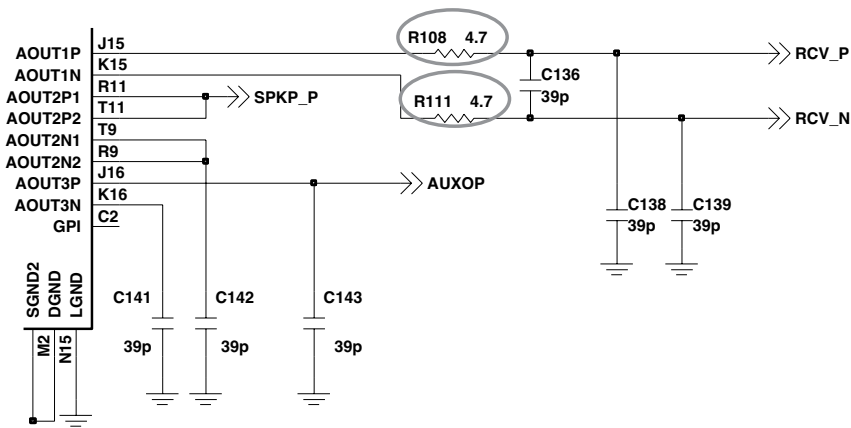 R108 4.7
J15
AOUT1P
RCV_P
K15
AOUT1N
C136
39p
R11
AOUT2P1
SPKP_P
R111 4.7
T11
AOUT2P2
RCV_N
T9
AOUT2N1
R9
AOUT2N2
J16
AOUT3P
AUXOP
K16
AOUT3N
C138
39p
C139
39p
C2
GPI
SGND2
DGND
LGND
C141
39p
C142
39p
C143
39p
M2
N15